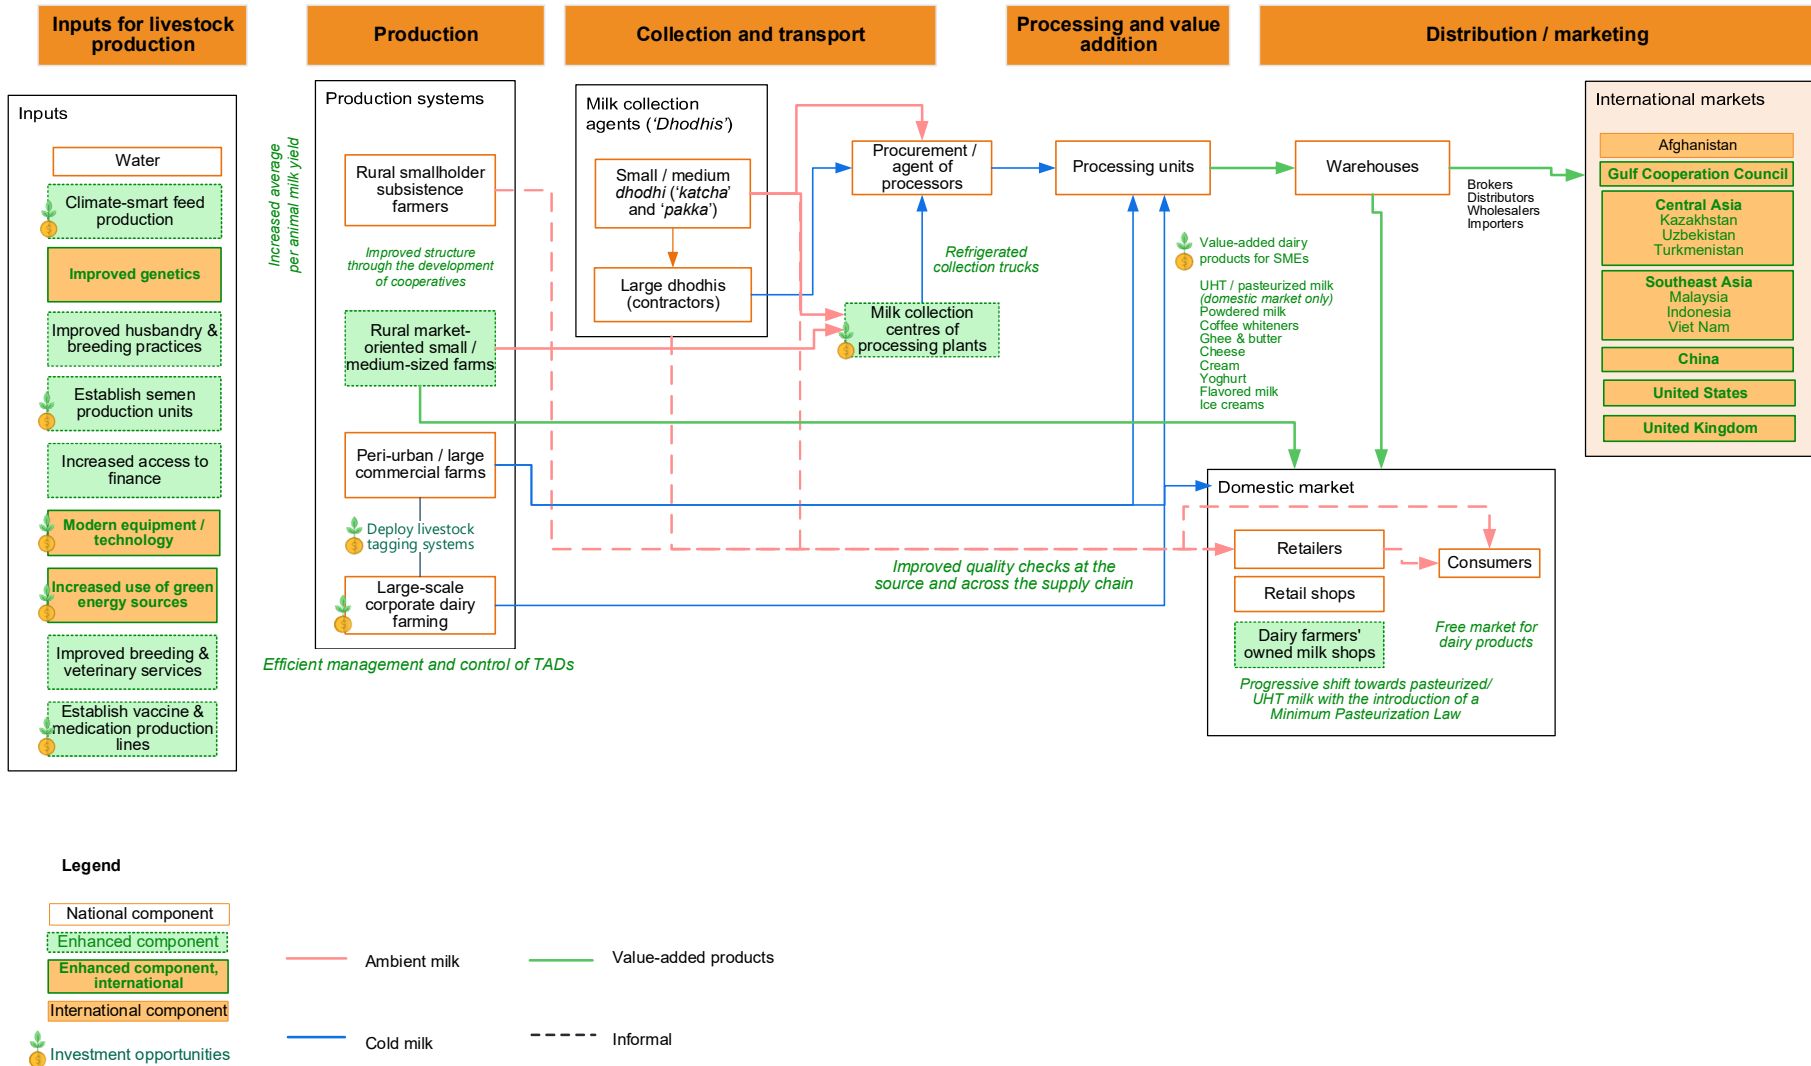 Inputs for livestock
production
Production
Collection and transport
Processing and value
addition
Distribution / marketing
Inputs
Water
Climate-smart feed
production
Improved genetics
Improved husbandry &
breeding practices
Establish semen
production units
Increased access to
finance
Modern equipment /
technology
Increased use of green
energy sources
Improved breeding &
veterinary services
Establish vaccine &
medication production
lines
Increased average
per animal milk yield
Production systems
Rural smallholder
subsistence
farmers
Improved structure
through the development
of cooperatives
Rural market-
oriented small /
medium-sized farms
Peri-urban / large
commercial farms
Deploy livestock
tagging systems
Large-scale
corporate dairy
farming
Efficient management and control of TADs
Milk collection
agents (‘Dhodhis’)
Small / medium
dhodhi (‘katcha’
and ‘pakka’)
Large dhodhis
(contractors)
Procurement /
agent of
processors
Refrigerated
collection trucks
Milk collection
centres of
processing plants
Improved quality checks at the
source and across the supply chain
Processing units
Value-added dairy
products for SMEs
UHT / pasteurized milk
(domestic market only)
Powdered milk
Coffee whiteners
Ghee & butter
Cheese
Cream
Yoghurt
Flavored milk
Ice creams
Warehouses
Brokers
Distributors
Wholesalers
Importers
International markets
Afghanistan
Gulf Cooperation Council
Central Asia
Kazakhstan
Uzbekistan
Turkmenistan
Southeast Asia
Malaysia
Indonesia
Viet Nam
China
United States
United Kingdom
Domestic market
Retailers
Retail shops
Dairy farmers'
owned milk shops
Consumers
Free market for
dairy products
Progressive shift towards pasteurized/
UHT milk with the introduction of a
Minimum Pasteurization Law
Legend
National component
Enhanced component
Enhanced component,
international
International component
Investment opportunities
Ambient milk
Cold milk
Value-added products
Informal